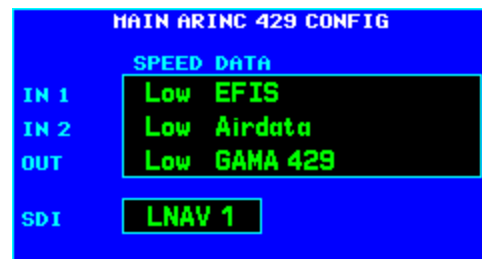 MAIN ARINC 429 CONFIG
SPEED DATA
IN 1 Low EFIS
IN 2 Low Airdata
OUT Low GAMA 429
SDI LNAV 1